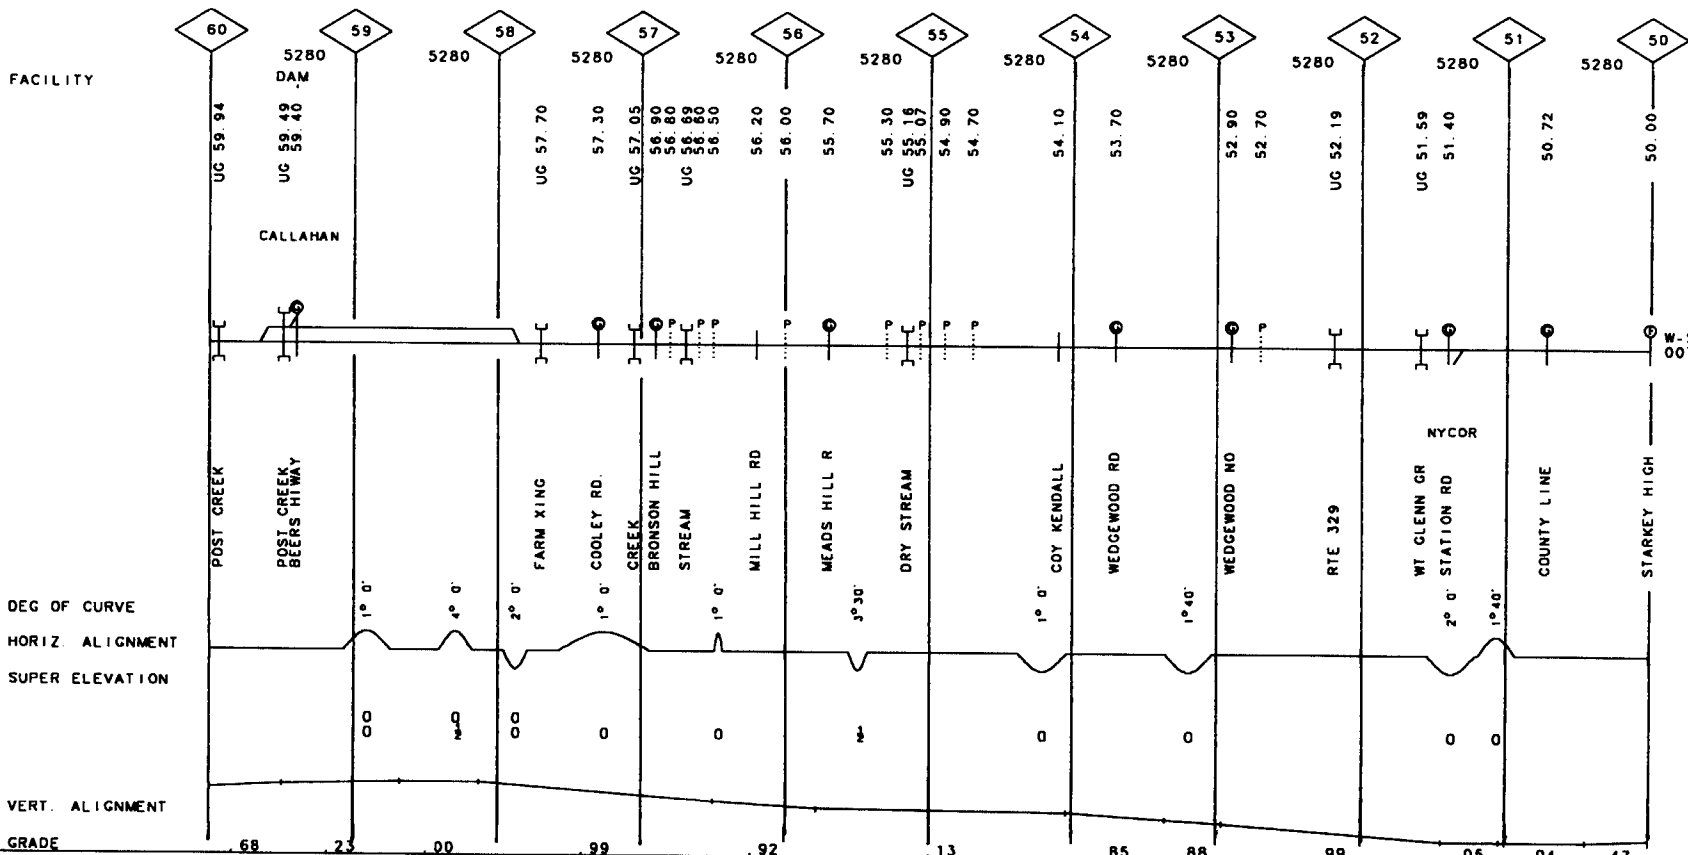 60 59 58 57 56 55 54 53 52 51 50
5280 5280 5280 5280 5280 5280 5280 5280 5280 5280
FACILITY
DAM
UG 59.94
UG 59.49
59.40
UG 57.70
57.30
UG 57.05
56.90
56.80
UG 56.69
56.60
56.50
56.20
56.00
55.70
55.30
UG 55.16
55.07
54.90
54.70
54.10
53.70
52.90
52.70
UG 52.19
UG 51.59
51.40
50.72
50.00
CALLAHAN
G G G P P P P G P P P P G G P G G
W-
00
NYCOR
POST CREEK
POST CREEK
BEERS HIWAY
FARM XING
COOLEY RD.
CREEK
BRONSON HILL
STREAM
MILL HILL RD
MEADS HILL R
DRY STREAM
COY KENDALL
WEDGEWOOD RD
WEDGEWOOD NO
RTE 329
WT GLENN GR
STATION RD
COUNTY LINE
STARKEY HIGH
DEG OF CURVE
1° 0' 4° 0' 2° 0' 1° 0' 1° 0' 3°30' 1° 0' 1°40' 2° 0' 1°40'
HORIZ. ALIGNMENT
SUPER ELEVATION
0 0 0
0 0 0 0 0 0 0 0
VERT. ALIGNMENT
GRADE
.68 .23 .00 .99 .92 .13 .85 .88 .99 .05 .04